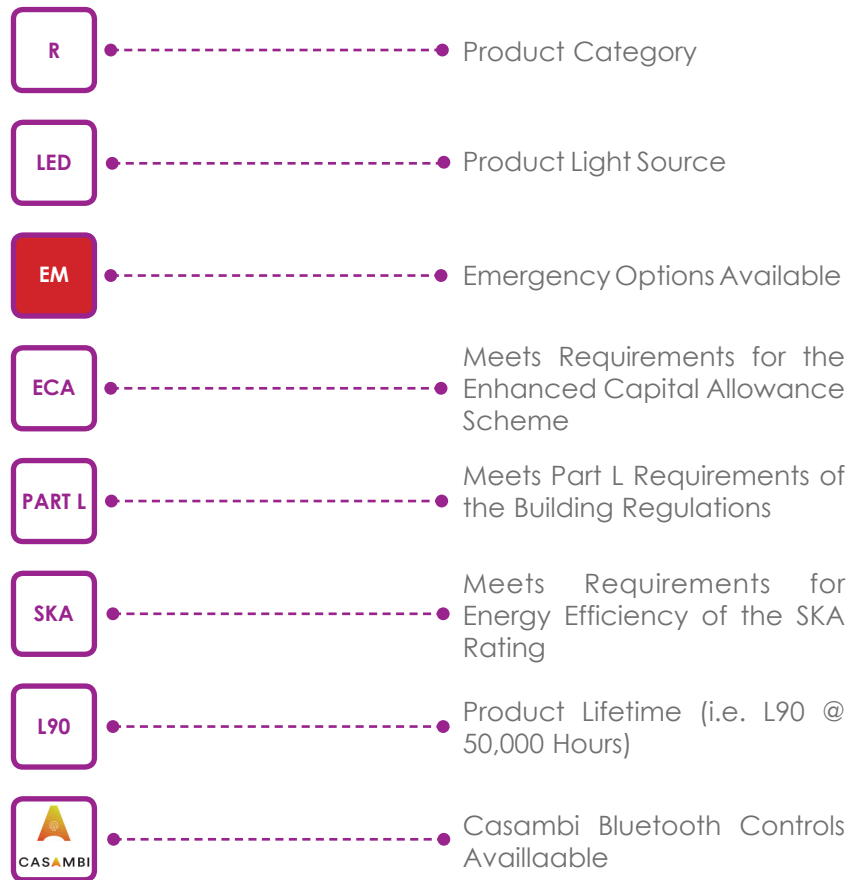 R
Product Category
LED
Product Light Source
EM
Emergency Options Available
ECA
Meets Requirements for the
Enhanced Capital Allowance
Scheme
PART L
Meets Part L Requirements of
the Building Regulations
SKA
Meets Requirements for
Energy Efficiency of the SKA
Rating
L90
Product Lifetime (i.e. L90 @
50,000 Hours)
CASAMBI
Casambi Bluetooth Controls
Availlaable